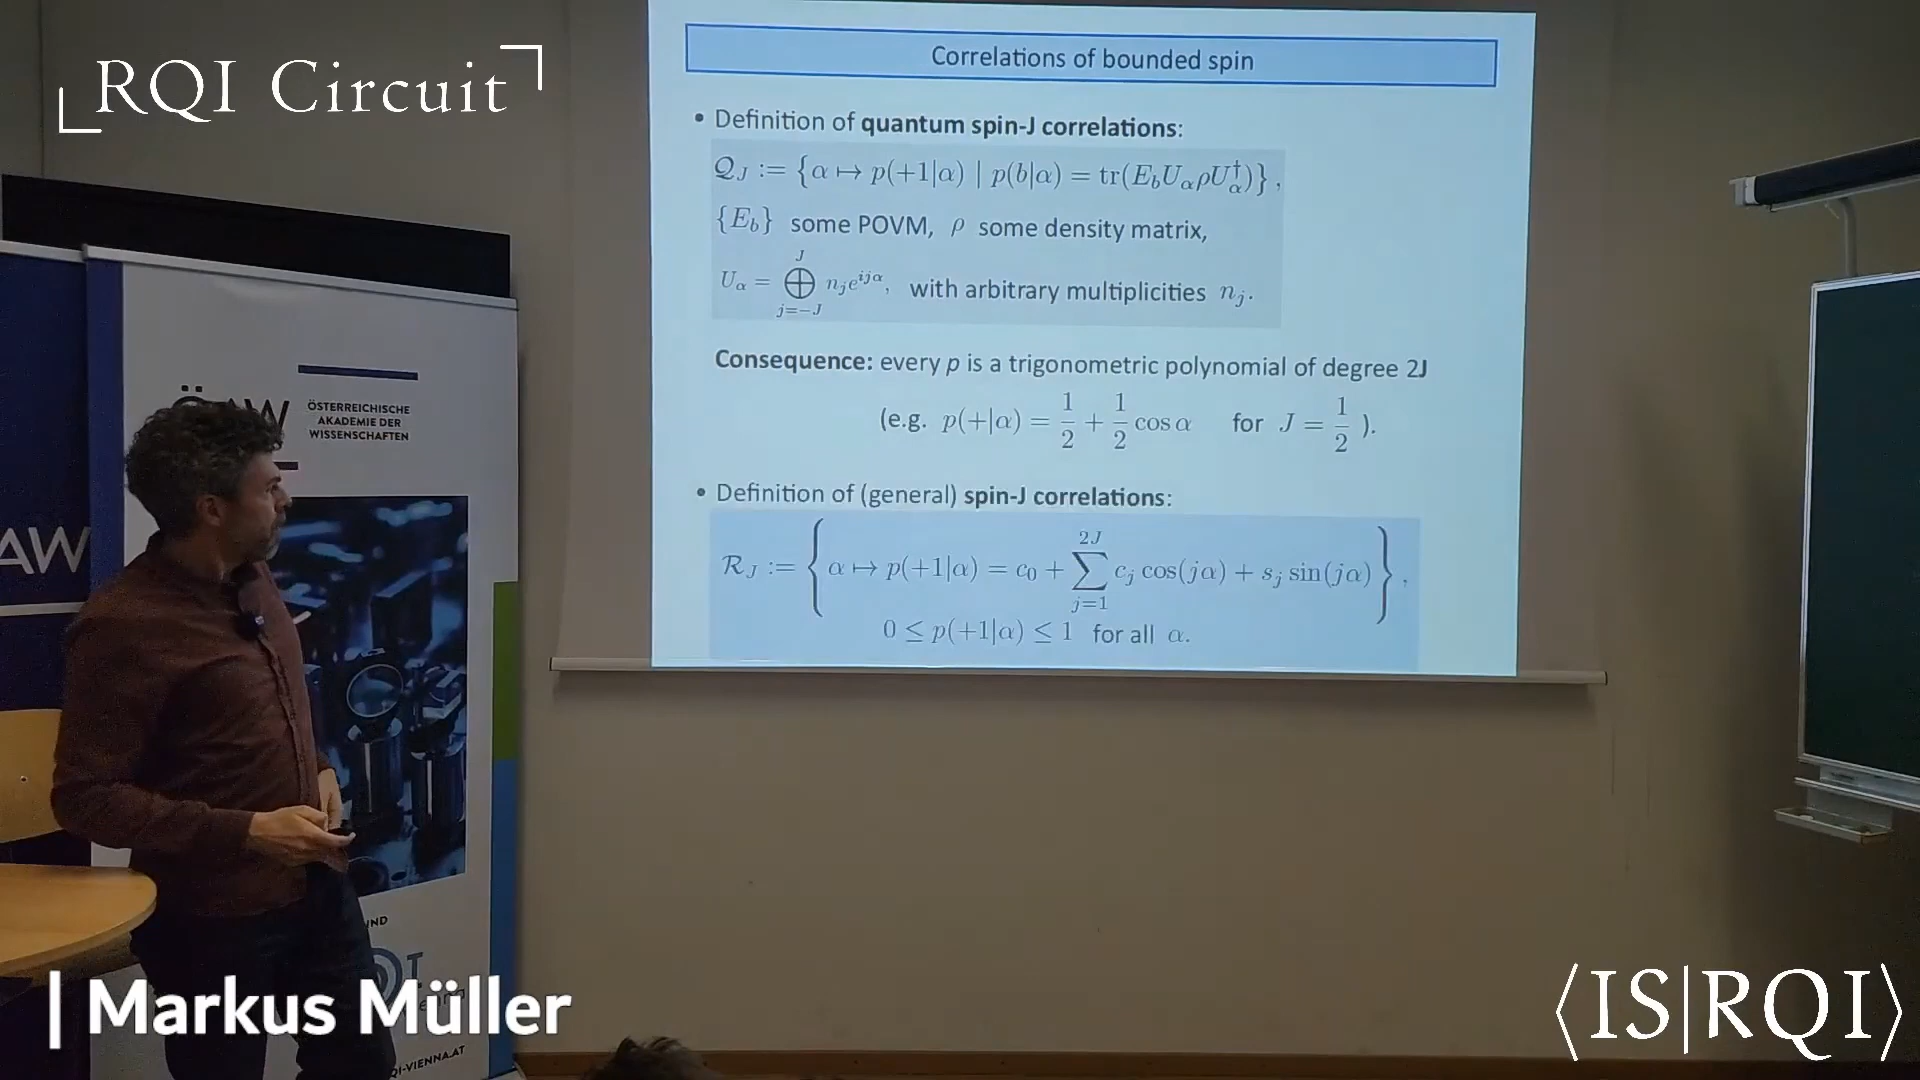 RQI Circuit
Correlations of bounded spin
• Definition of quantum spin-J correlations:
𝒬_J := {α ↦ p(+1|α) | p(b|α) = tr(E_b U_α ρ U_α^†)} ,
{E_b} some POVM, ρ some density matrix,
U_α = ⊕_{j=−J}^{J} n_j e^{ijα}, with arbitrary multiplicities n_j.
Consequence: every p is a trigonometric polynomial of degree 2J
(e.g. p(+|α) = 1/2 + 1/2 cos α for J = 1/2 ).
• Definition of (general) spin-J correlations:
ℛ_J := { α ↦ p(+1|α) = c_0 + ∑_{j=1}^{2J} c_j cos(jα) + s_j sin(jα) } ,
0 ≤ p(+1|α) ≤ 1 for all α.
ÖAW
ÖSTERREICHISCHE
AKADEMIE DER
WISSENSCHAFTEN
AW
| Markus Müller
QI-VIENNA.AT
⟨IS|RQI⟩